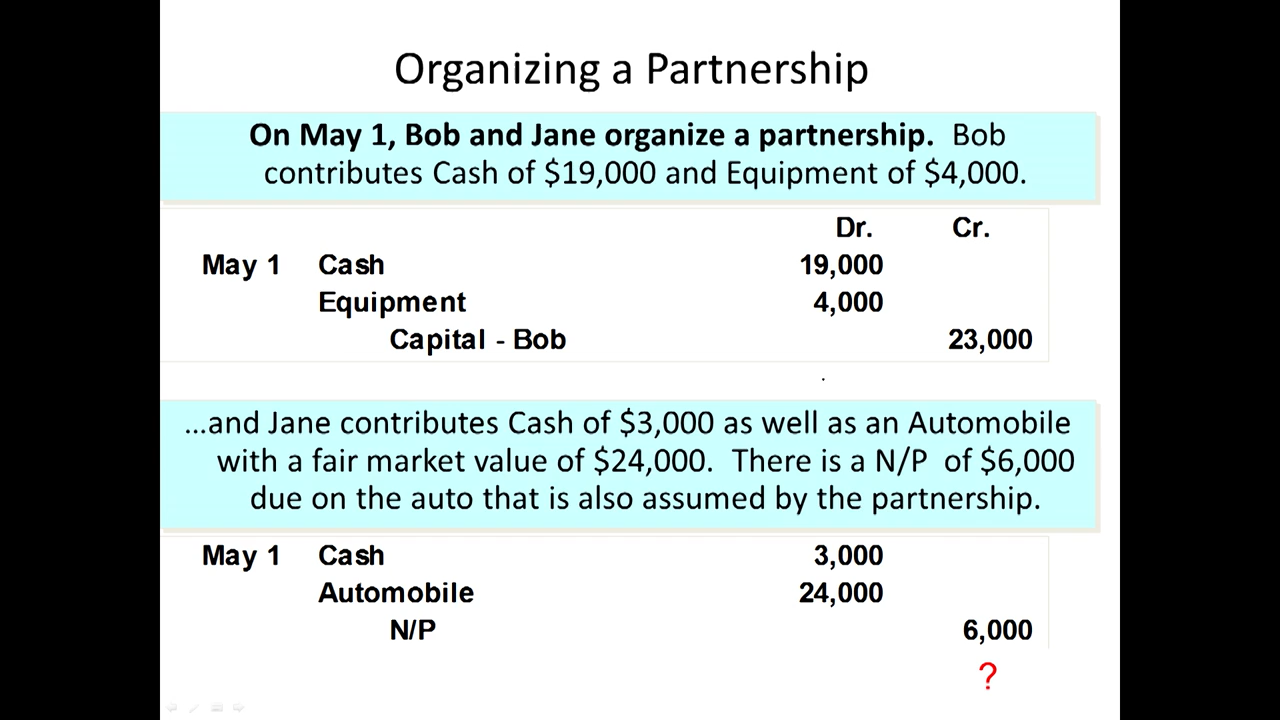 Organizing a Partnership
On May 1, Bob and Jane organize a partnership. Bob
contributes Cash of $19,000 and Equipment of $4,000.
Dr. Cr.
May 1 Cash 19,000
Equipment 4,000
Capital - Bob 23,000
…and Jane contributes Cash of $3,000 as well as an Automobile
with a fair market value of $24,000. There is a N/P of $6,000
due on the auto that is also assumed by the partnership.
May 1 Cash 3,000
Automobile 24,000
N/P 6,000
?